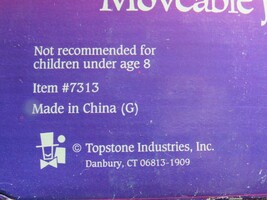 Moveable
Not recommended for
children under age 8
Item #7313
Made in China (G)
© Topstone Industries, Inc.
Danbury, CT 06813-1909